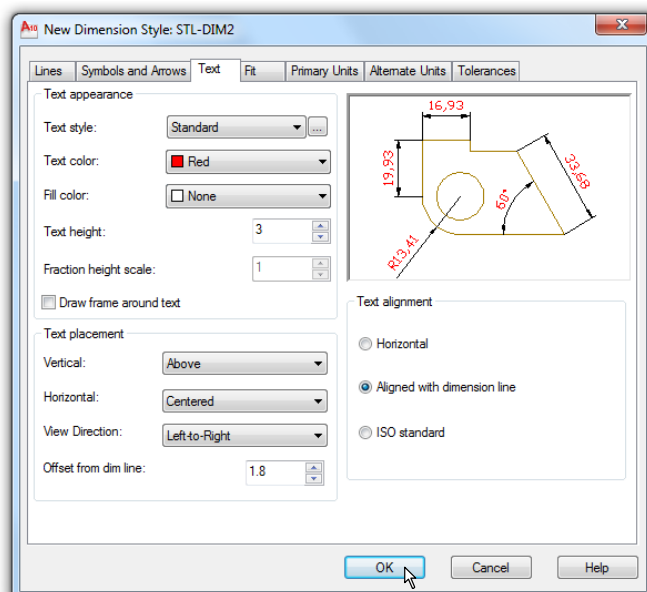 A10 New Dimension Style: STL-DIM2
Lines Symbols and Arrows Text Fit Primary Units Alternate Units Tolerances
Text appearance
Text style: Standard ...
Text color: Red
Fill color: None
Text height: 3
Fraction height scale: 1
Draw frame around text
16,93
19,93
33,68
60°
R13,41
Text placement
Vertical: Above
Horizontal: Centered
View Direction: Left-to-Right
Offset from dim line: 1.8
Text alignment
Horizontal
Aligned with dimension line
ISO standard
OK Cancel Help